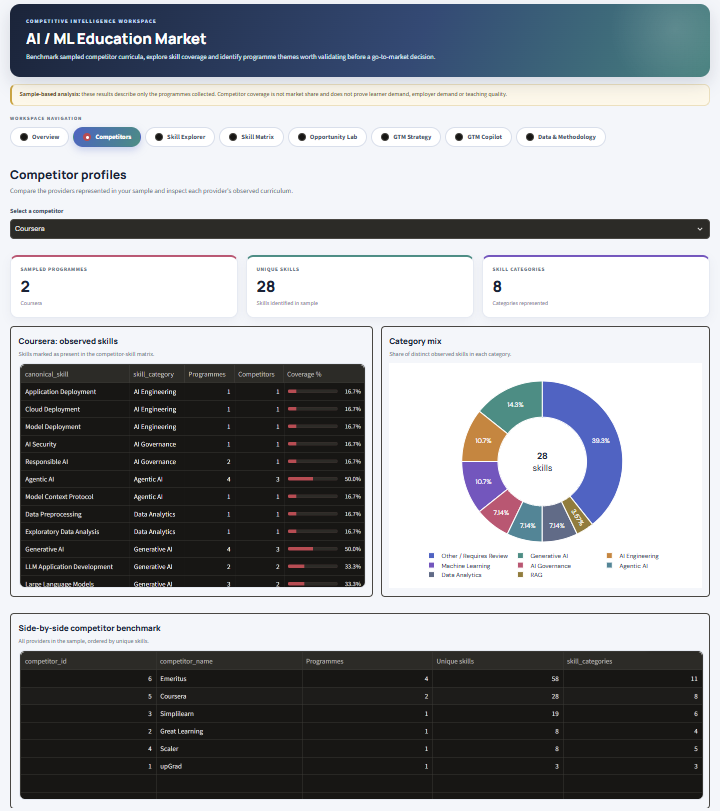 COMPETITIVE INTELLIGENCE WORKSPACE
AI / ML Education Market
Benchmark sampled competitor curricula, explore skill coverage and identify programme themes worth validating before a go-to-market decision.
Sample-based analysis: these results describe only the programmes collected. Competitor coverage is not market share and does not prove learner demand, employer demand or teaching quality.
WORKSPACE NAVIGATION
Overview Competitors Skill Explorer Skill Matrix Opportunity Lab GTM Strategy GTM Copilot Data & Methodology
Competitor profiles
Compare the providers represented in your sample and inspect each provider's observed curriculum.
Select a competitor
Coursera
SAMPLED PROGRAMMES
2
Coursera
UNIQUE SKILLS
28
Skills identified in sample
SKILL CATEGORIES
8
Categories represented
Coursera: observed skills
Skills marked as present in the competitor-skill matrix.
canonical_skill skill_category Programmes Competitors Coverage %
Application Deployment AI Engineering 1 1 16.7%
Cloud Deployment AI Engineering 1 1 16.7%
Model Deployment AI Engineering 1 1 16.7%
AI Security AI Governance 1 1 16.7%
Responsible AI AI Governance 2 1 16.7%
Agentic AI Agentic AI 4 3 50.0%
Model Context Protocol Agentic AI 1 1 16.7%
Data Preprocessing Data Analytics 1 1 16.7%
Exploratory Data Analysis Data Analytics 1 1 16.7%
Generative AI Generative AI 4 3 50.0%
LLM Application Development Generative AI 2 2 33.3%
Large Language Models Generative AI 3 2 33.3%
Category mix
Share of distinct observed skills in each category.
14.3%
39.3%
10.7%
28
skills
10.7%
7.14%
7.14%
7.14%
3.57%
Other / Requires Review Generative AI AI Engineering
Machine Learning AI Governance Agentic AI
Data Analytics RAG
Side-by-side competitor benchmark
All providers in the sample, ordered by unique skills.
competitor_id competitor_name Programmes Unique skills skill_categories
6 Emeritus 4 58 11
5 Coursera 2 28 8
3 Simplilearn 1 19 6
2 Great Learning 1 8 4
4 Scaler 1 8 5
1 upGrad 1 3 3